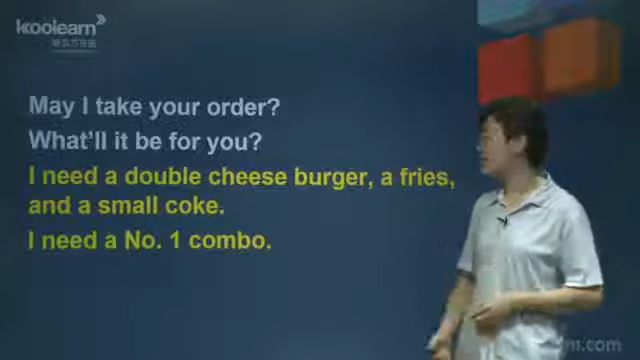 koolearn
新东方在线
May I take your order?
What'll it be for you?
I need a double cheese burger, a fries,
and a small coke.
I need a No. 1 combo.